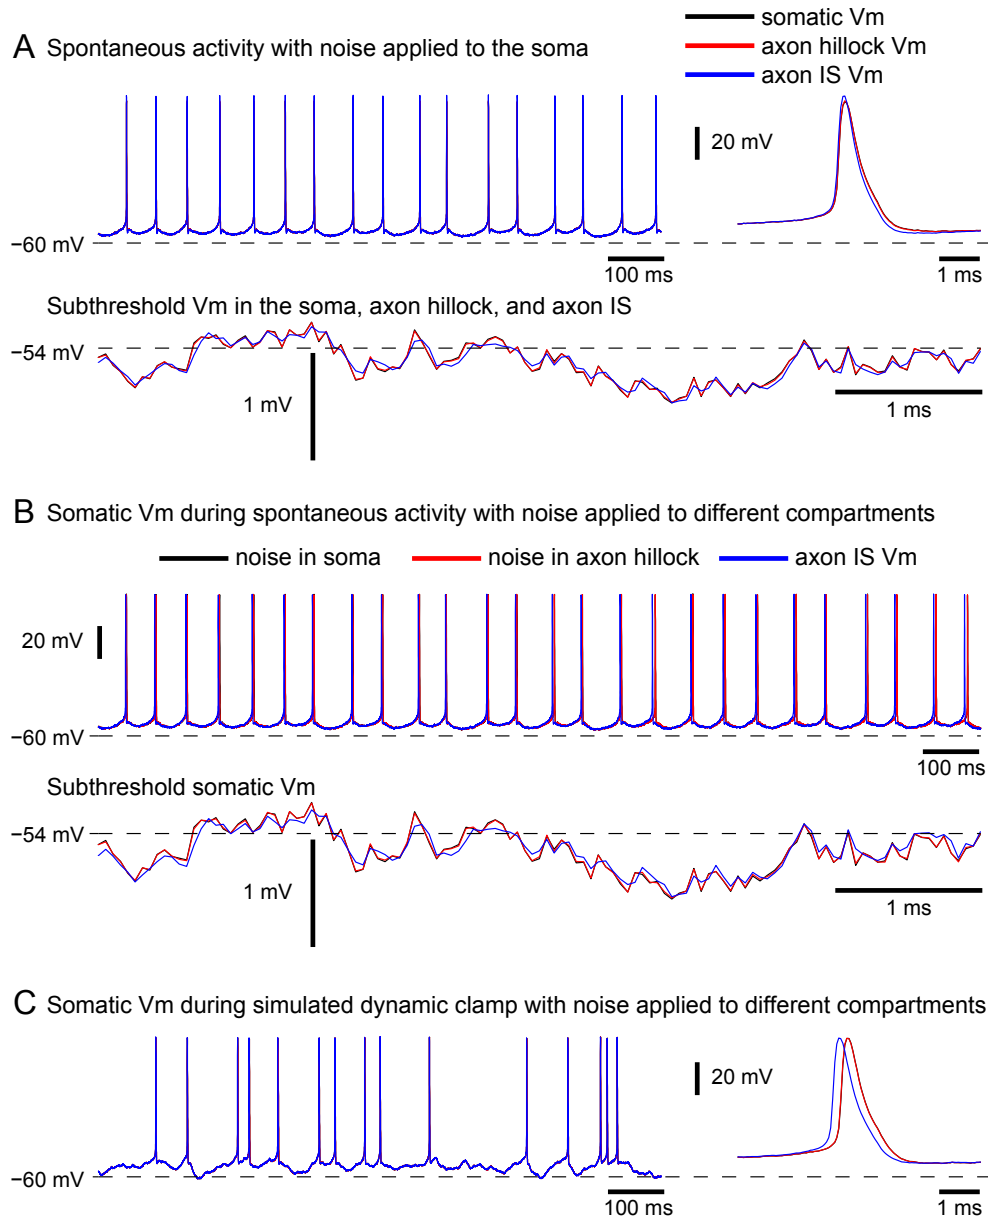 somatic Vm
A Spontaneous activity with noise applied to the soma
axon hillock Vm
axon IS Vm
20 mV
−60 mV
100 ms
1 ms
Subthreshold Vm in the soma, axon hillock, and axon IS
−54 mV
1 mV
1 ms
B Somatic Vm during spontaneous activity with noise applied to different compartments
noise in soma noise in axon hillock axon IS Vm
20 mV
−60 mV
100 ms
Subthreshold somatic Vm
−54 mV
1 mV
1 ms
C Somatic Vm during simulated dynamic clamp with noise applied to different compartments
20 mV
−60 mV
100 ms
1 ms